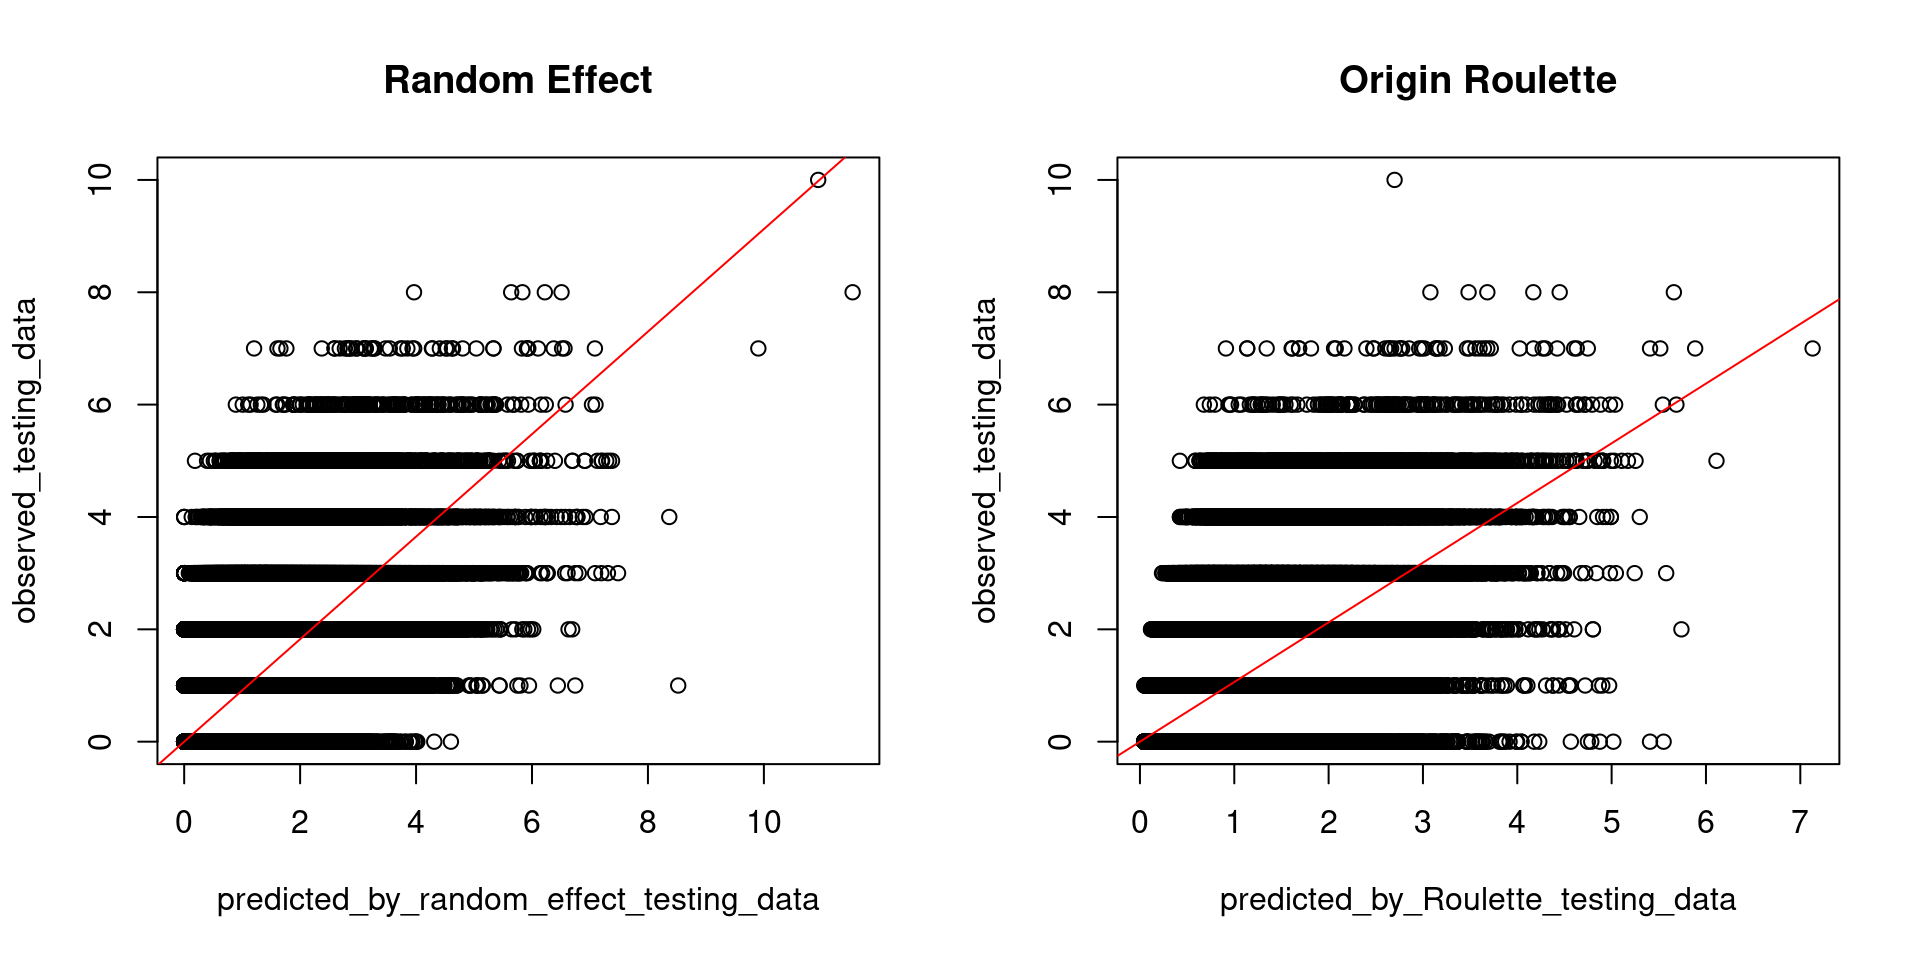 Random Effect
observed_testing_data
10
8
6
4
2
0
0 2 4 6 8 10
predicted_by_random_effect_testing_data
Origin Roulette
observed_testing_data
10
8
6
4
2
0
0 1 2 3 4 5 6 7
predicted_by_Roulette_testing_data